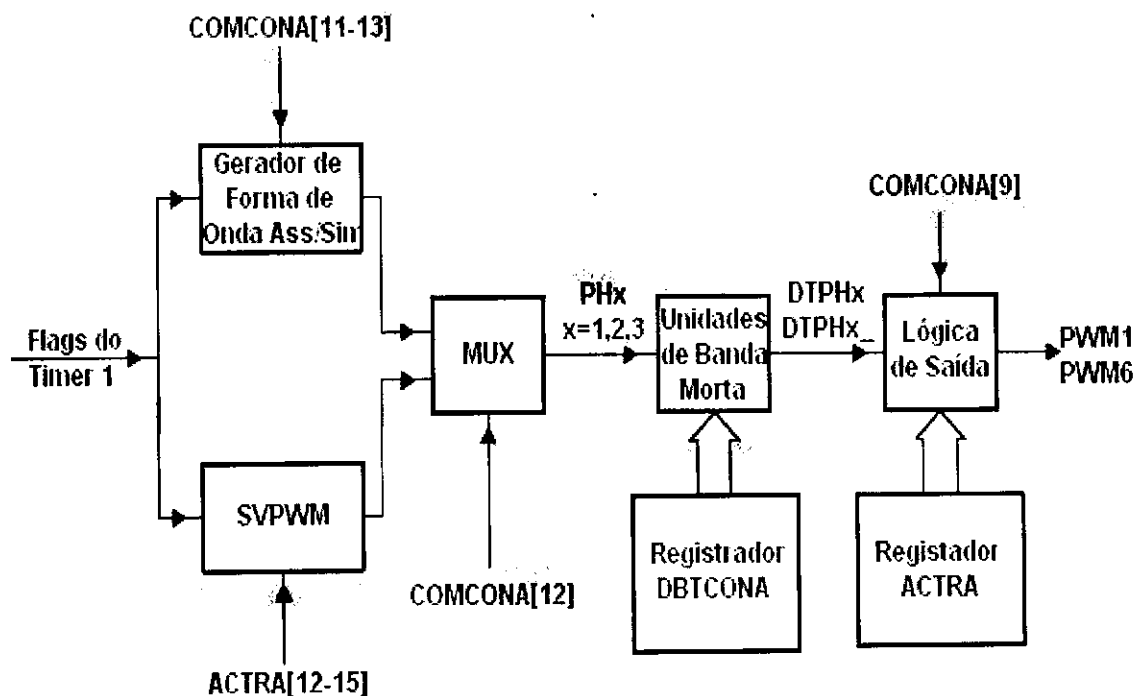 COMCONA[11-13]
Gerador de
Forma de
Onda Ass/Sin
COMCONA[9]
Flags do
Timer 1
MUX
PHx
x=1,2,3
Unidades
de Banda
Morta
DTPHx
DTPHx_
Lógica
de Saída
PWM1
PWM6
SVPWM
COMCONA[12]
Registrador
DBTCONA
Registador
ACTRA
ACTRA[12-15]